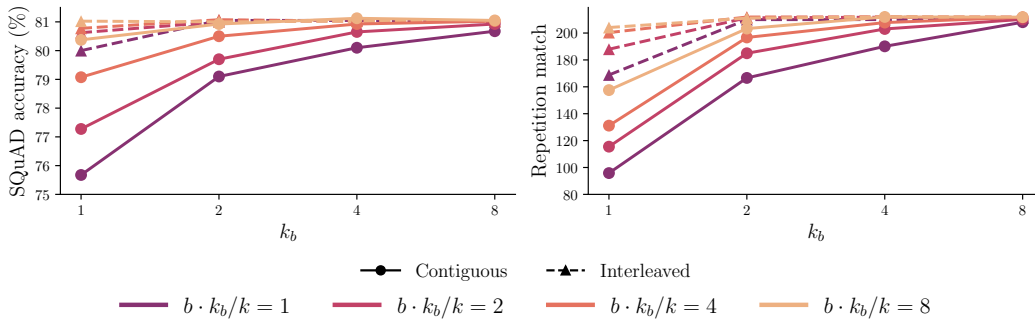 SQuAD accuracy (%)
81
80
79
78
77
76
75
1 2 4 8
k_b
Repetition match
200
180
160
140
120
100
80
1 2 4 8
k_b
Contiguous Interleaved
b · k_b/k = 1 b · k_b/k = 2 b · k_b/k = 4 b · k_b/k = 8